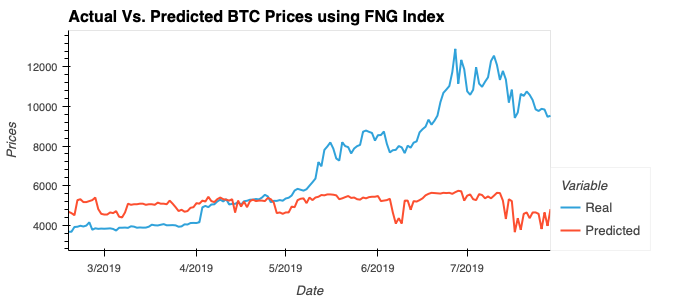 Actual Vs. Predicted BTC Prices using FNG Index
Prices
12000
10000
8000
6000
4000
3/2019 4/2019 5/2019 6/2019 7/2019
Date
Variable
Real
Predicted